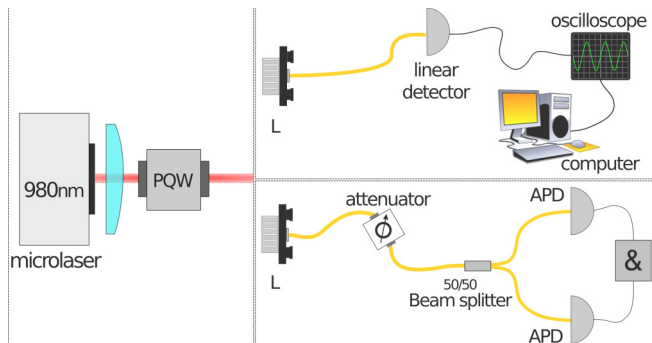 980nm
microlaser
PQW
L
linear
detector
oscilloscope
computer
L
attenuator
ϕ
50/50
Beam splitter
APD
APD
&